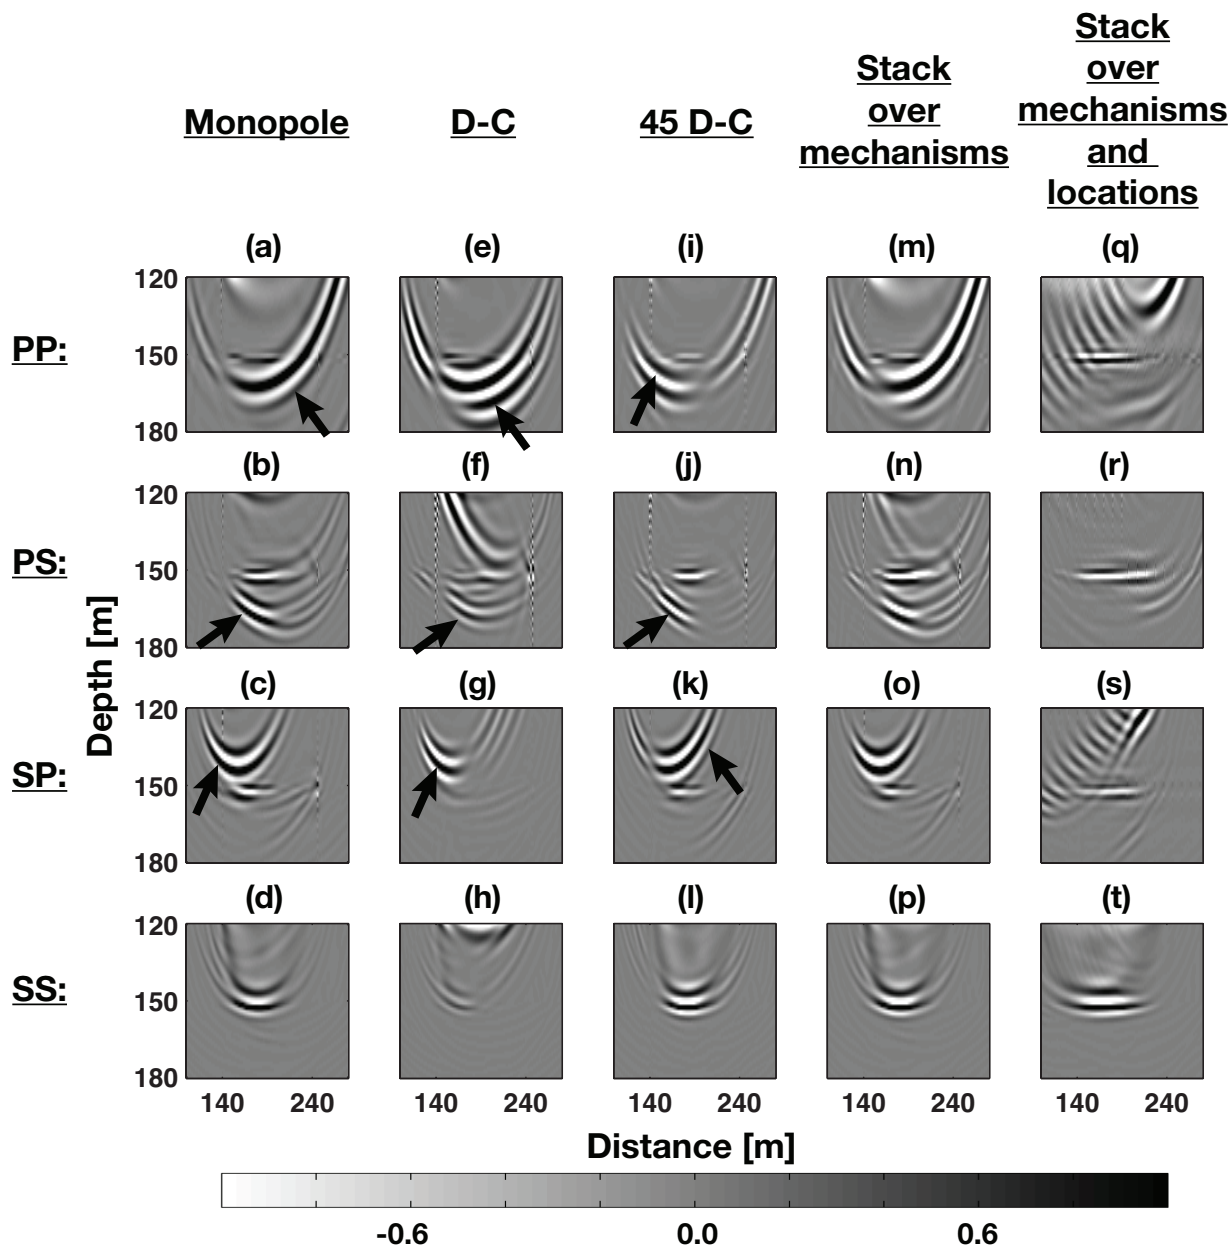 Monopole
D-C
45 D-C
Stack
over
mechanisms
Stack
over
mechanisms
and
locations
(a)
(e)
(i)
(m)
(q)
PP:
120
150
180
(b)
(f)
(j)
(n)
(r)
PS:
120
150
180
(c)
(g)
(k)
(o)
(s)
SP:
120
150
180
(d)
(h)
(l)
(p)
(t)
SS:
120
150
180
Depth [m]
140 240 140 240 140 240 140 240 140 240
Distance [m]
-0.6 0.0 0.6